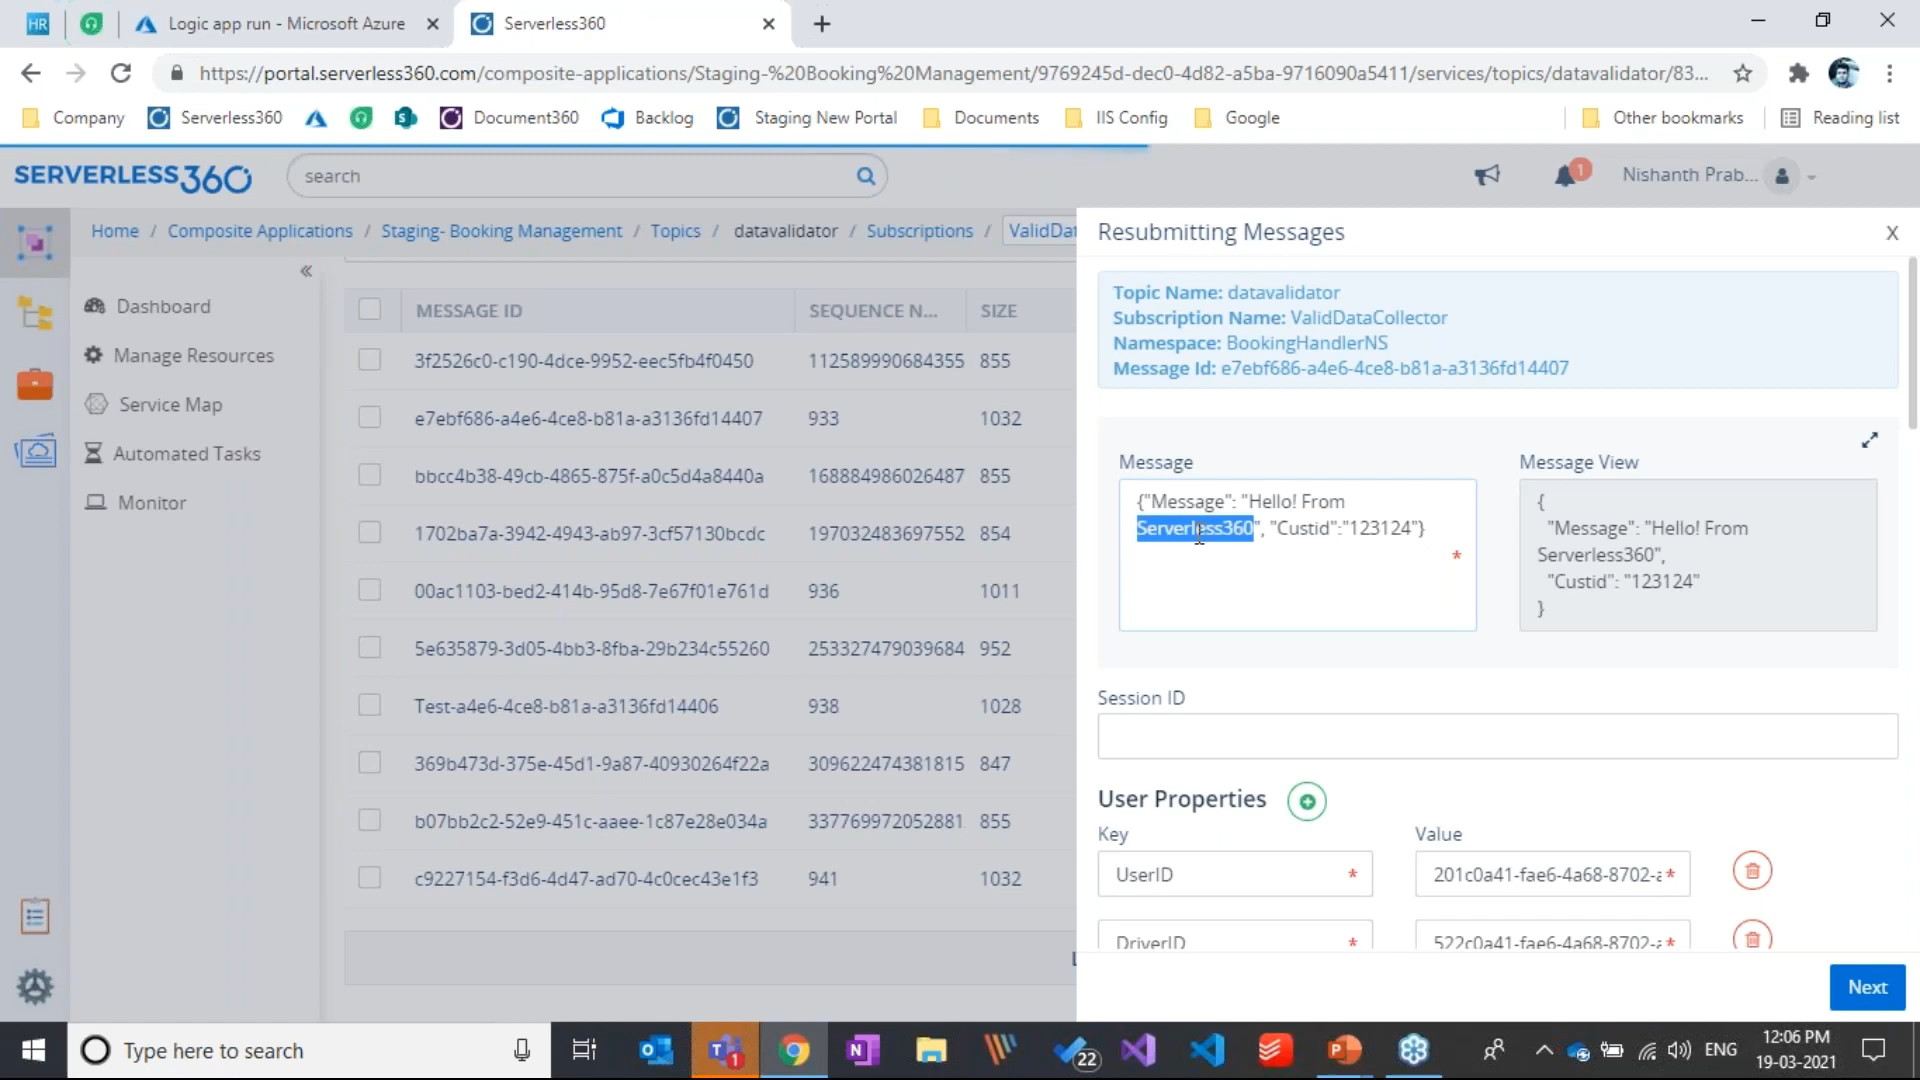 HR
Logic app run - Microsoft Azure
Serverless360
https://portal.serverless360.com/composite-applications/Staging-%20Booking%20Management/9769245d-dec0-4d82-a5ba-9716090a5411/services/topics/datavalidator/83...
Company
Serverless360
Document360
Backlog
Staging New Portal
Documents
IIS Config
Google
Other bookmarks
Reading list
SERVERLESS360
search
1
Nishanth Prab...
Home / Composite Applications / Staging- Booking Management / Topics / datavalidator / Subscriptions / ValidDat
Dashboard
Manage Resources
Service Map
Automated Tasks
Monitor
MESSAGE ID SEQUENCE N... SIZE
3f2526c0-c190-4dce-9952-eec5fb4f0450 112589990684355 855
e7ebf686-a4e6-4ce8-b81a-a3136fd14407 933 1032
bbcc4b38-49cb-4865-875f-a0c5d4a8440a 168884986026487 855
1702ba7a-3942-4943-ab97-3cf57130bcdc 197032483697552 854
00ac1103-bed2-414b-95d8-7e67f01e761d 936 1011
5e635879-3d05-4bb3-8fba-29b234c55260 253327479039684 952
Test-a4e6-4ce8-b81a-a3136fd14406 938 1028
369b473d-375e-45d1-9a87-40930264f22a 309622474381815 847
b07bb2c2-52e9-451c-aaee-1c87e28e034a 337769972052881 855
c9227154-f3d6-4d47-ad70-4c0cec43e1f3 941 1032
Resubmitting Messages
X
Topic Name: datavalidator
Subscription Name: ValidDataCollector
Namespace: BookingHandlerNS
Message Id: e7ebf686-a4e6-4ce8-b81a-a3136fd14407
Message
{"Message": "Hello! From
Serverless360", "Custid":"123124"}
*
Message View
{
"Message": "Hello! From
Serverless360",
"Custid": "123124"
}
Session ID
User Properties
Key Value
UserID * 201c0a41-fae6-4a68-8702-a *
DriverID * 522c0a41-fae6-4a68-8702-a *
Next
Type here to search
1
22
ENG
12:06 PM
19-03-2021